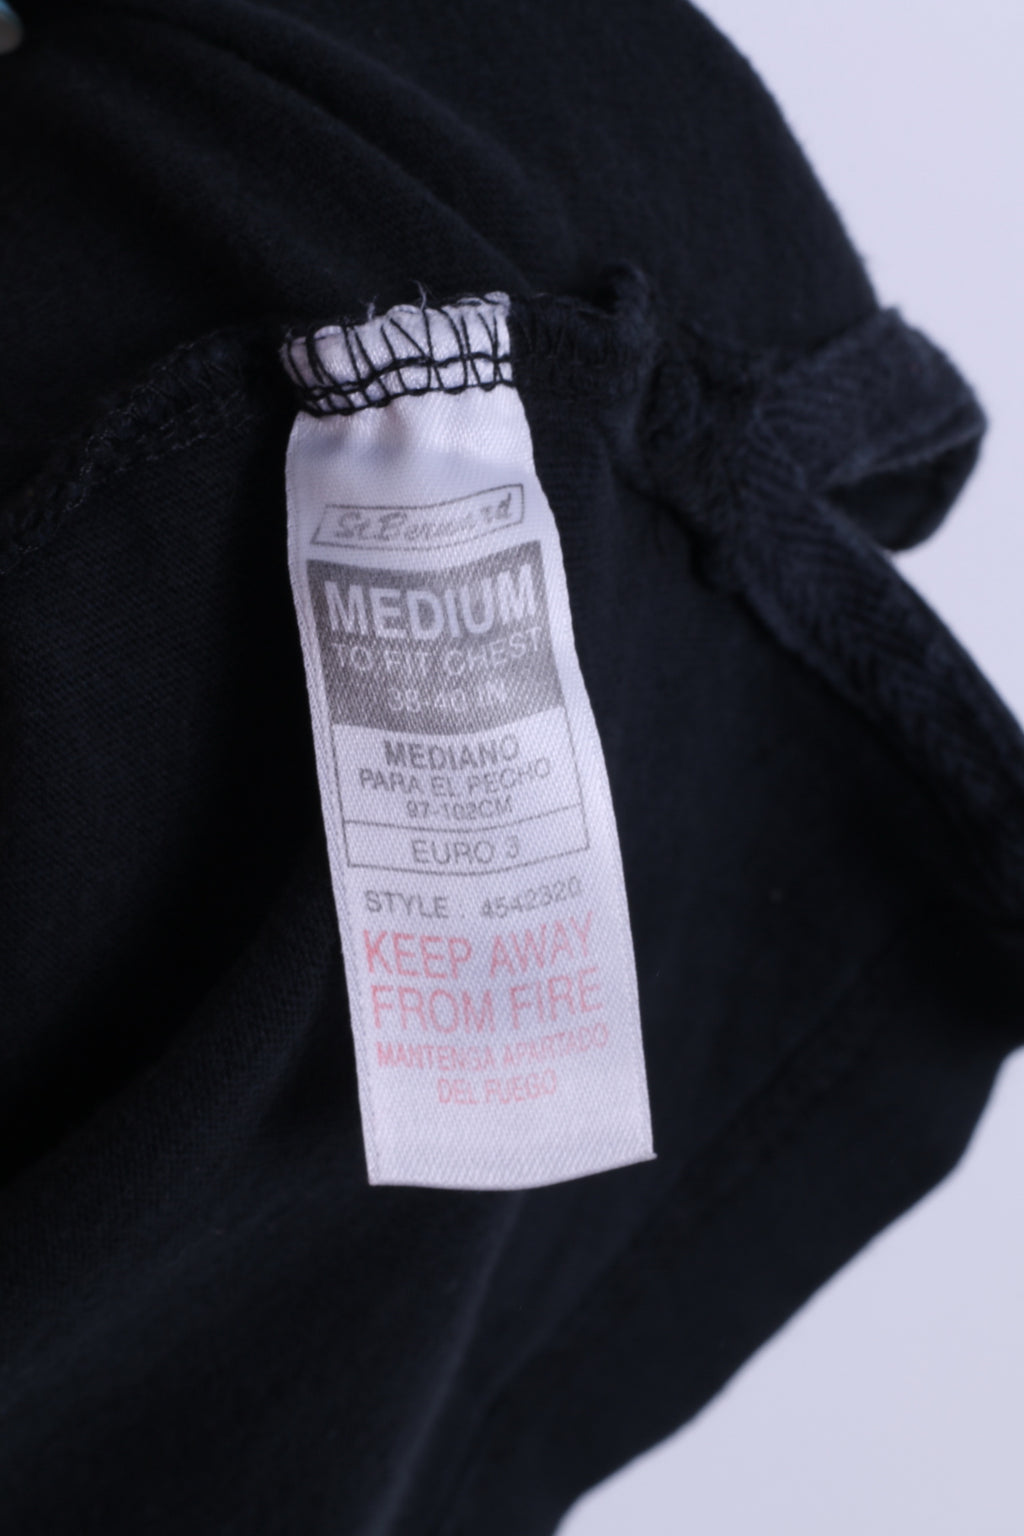 St.Bernard
MEDIUM
TO FIT CHEST
38-40 IN
MEDIANO
PARA EL PECHO
97-102CM
EURO 3
STYLE . 4542320
KEEP AWAY
FROM FIRE
MANTENGA APARTADO
DEL FUEGO